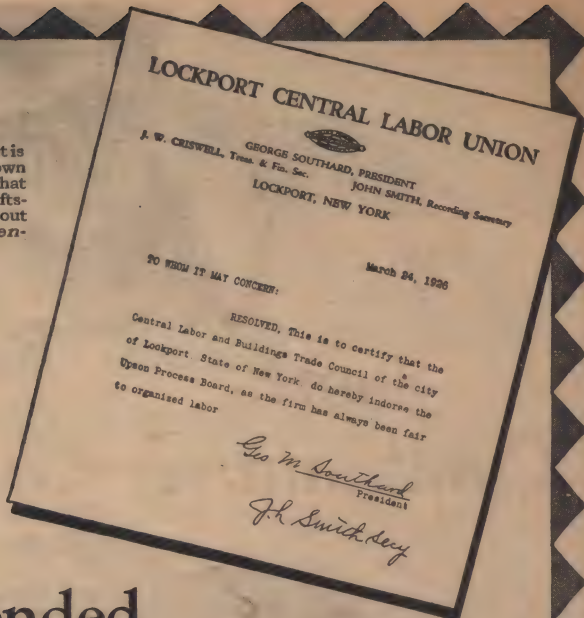 tis
own
hat
fts-
out
en-
LOCKPORT CENTRAL LABOR UNION
GEORGE SOUTHARD, PRESIDENT
J. W. CRISWELL, Treas. & Fin. Sec. JOHN SMITH, Recording Secretary
LOCKPORT, NEW YORK
March 24, 1926
TO WHOM IT MAY CONCERN:
RESOLVED, This is to certify that the
Central Labor and Buildings Trade Council of the city
of Lockport, State of New York, do hereby indorse the
Upson Process Board, as the firm has always been fair
to organized labor
Geo M Southard
President
J.h Smith Secy
ended